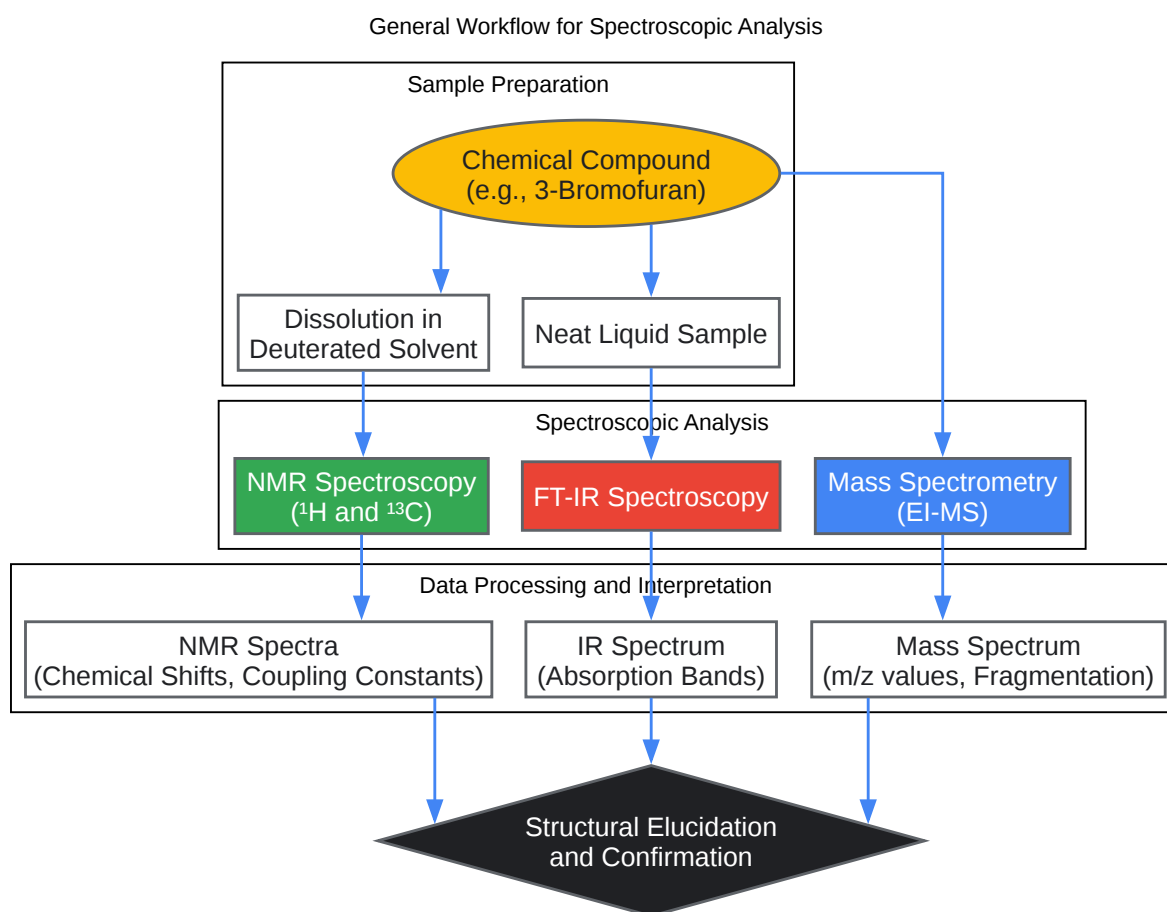 General Workflow for Spectroscopic Analysis
Sample Preparation
Chemical Compound
(e.g., 3-Bromofuran)
Dissolution in
Deuterated Solvent
Neat Liquid Sample
Spectroscopic Analysis
NMR Spectroscopy
(¹H and ¹³C)
FT-IR Spectroscopy
Mass Spectrometry
(EI-MS)
Data Processing and Interpretation
NMR Spectra
(Chemical Shifts, Coupling Constants)
IR Spectrum
(Absorption Bands)
Mass Spectrum
(m/z values, Fragmentation)
Structural Elucidation
and Confirmation